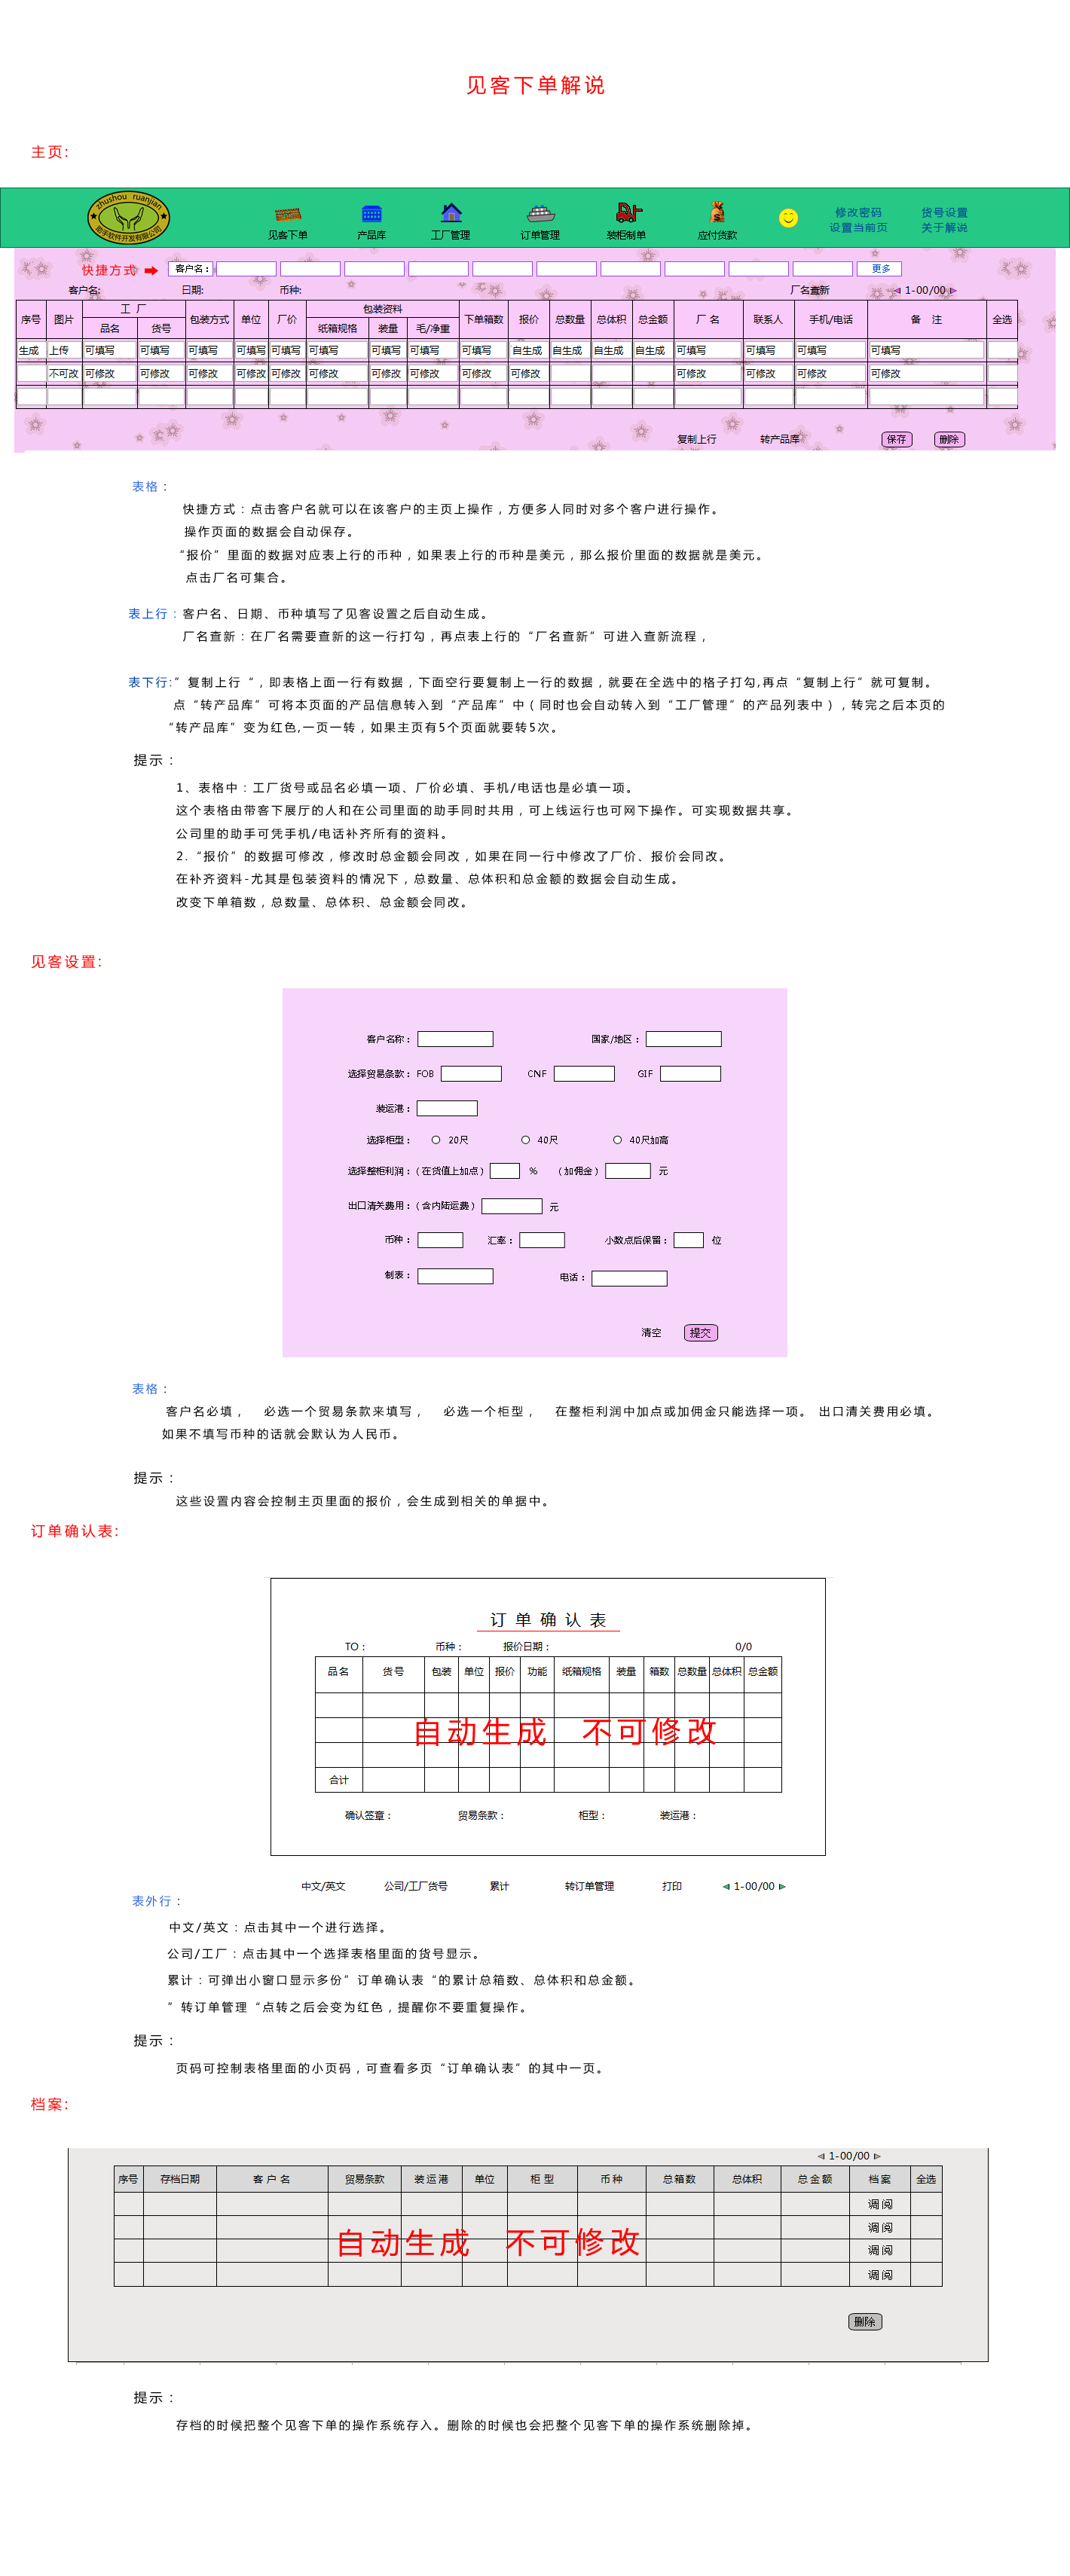 见客下单解说
主页:
zhushou ruanjian
助手软件开发有限公司
见客下单 产品库 工厂管理 订单管理 装柜制单 应付货款
修改密码 货号设置
设置当前页 关于解说
快捷方式 客户名: 更多
客户名: 日期: 币种: 厂名查新 1-00/00
序号 图片 工 厂 包装方式 单位 厂价 包装资料 下单箱数 报价 总数量 总体积 总金额 厂 名 联系人 手机/电话 备 注 全选
品名 货号 纸箱规格 装量 毛/净重
生成 上传 可填写 可填写 可填写 可填写 可填写 可填写 可填写 可填写 可填写 自生成 自生成 自生成 自生成 可填写 可填写 可填写 可填写
不可改 可修改 可修改 可修改 可修改 可修改 可修改 可修改 可修改 可修改 可修改 可修改 可修改 可修改 可修改
复制上行 转产品库 保存 删除
表格：
快捷方式：点击客户名就可以在该客户的主页上操作，方便多人同时对多个客户进行操作。
操作页面的数据会自动保存。
“报价”里面的数据对应表上行的币种，如果表上行的币种是美元，那么报价里面的数据就是美元。
点击厂名可集合。
表上行：客户名、日期、币种填写了见客设置之后自动生成。
厂名查新：在厂名需要查新的这一行打勾，再点表上行的“厂名查新”可进入查新流程，
表下行:”复制上行“，即表格上面一行有数据，下面空行要复制上一行的数据，就要在全选中的格子打勾,再点“复制上行”就可复制。
点“转产品库”可将本页面的产品信息转入到“产品库”中（同时也会自动转入到“工厂管理”的产品列表中），转完之后本页的
“转产品库”变为红色,一页一转，如果主页有5个页面就要转5次。
提示：
1、表格中：工厂货号或品名必填一项、厂价必填、手机/电话也是必填一项。
这个表格由带客下展厅的人和在公司里面的助手同时共用，可上线运行也可网下操作。可实现数据共享。
公司里的助手可凭手机/电话补齐所有的资料。
2.“报价”的数据可修改，修改时总金额会同改，如果在同一行中修改了厂价、报价会同改。
在补齐资料-尤其是包装资料的情况下，总数量、总体积和总金额的数据会自动生成。
改变下单箱数，总数量、总体积、总金额会同改。
见客设置:
客户名称： 国家/地区：
选择贸易条款：FOB CNF GIF
装运港：
选择柜型： 20尺 40尺 40尺加高
选择整柜利润：（在货值上加点） % （加佣金） 元
出口清关费用：（含内陆运费） 元
币种： 汇率： 小数点后保留： 位
制表： 电话：
清空 提交
表格：
客户名必填， 必选一个贸易条款来填写， 必选一个柜型， 在整柜利润中加点或加佣金只能选择一项。 出口清关费用必填。
如果不填写币种的话就会默认为人民币。
提示：
这些设置内容会控制主页里面的报价，会生成到相关的单据中。
订单确认表:
订单确认表
TO： 币种： 报价日期： 0/0
品名 货号 包装 单位 报价 功能 纸箱规格 装量 箱数 总数量 总体积 总金额
自动生成 不可修改
合计
确认签章： 贸易条款： 柜型： 装运港：
中文/英文 公司/工厂货号 累计 转订单管理 打印 1-00/00
表外行：
中文/英文：点击其中一个进行选择。
公司/工厂：点击其中一个选择表格里面的货号显示。
累计：可弹出小窗口显示多份”订单确认表“的累计总箱数、总体积和总金额。
”转订单管理“点转之后会变为红色，提醒你不要重复操作。
提示：
页码可控制表格里面的小页码，可查看多页“订单确认表”的其中一页。
档案:
1-00/00
序号 存档日期 客户名 贸易条款 装运港 单位 柜型 币种 总箱数 总体积 总金额 档案 全选
调阅
调阅
自动生成 不可修改
调阅
调阅
删除
提示：
存档的时候把整个见客下单的操作系统存入。删除的时候也会把整个见客下单的操作系统删除掉。